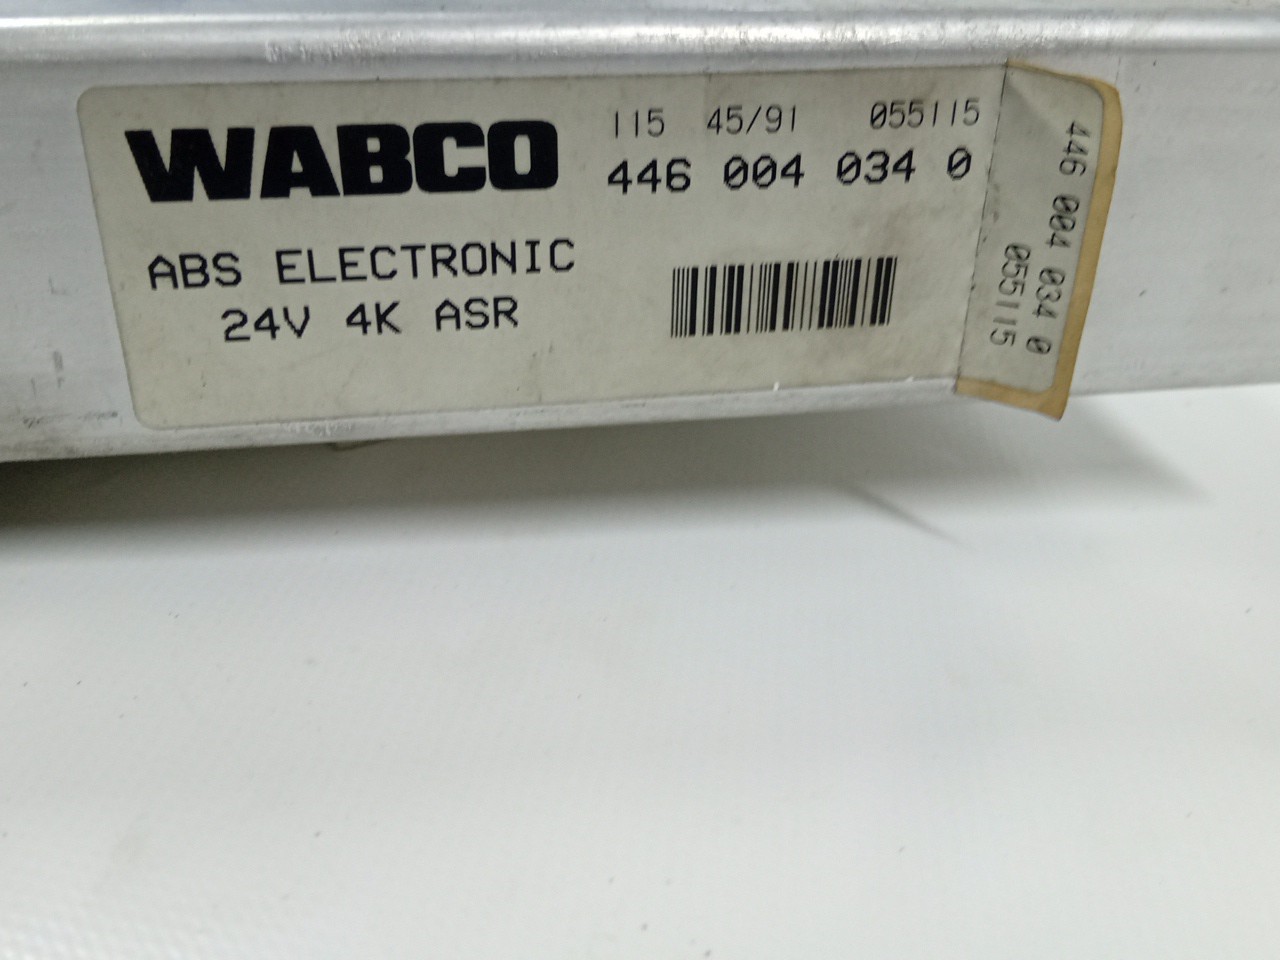 WABCO
115 45/91 055115
446 004 034 0
ABS ELECTRONIC
24V 4K ASR
446 004 034 0
055115